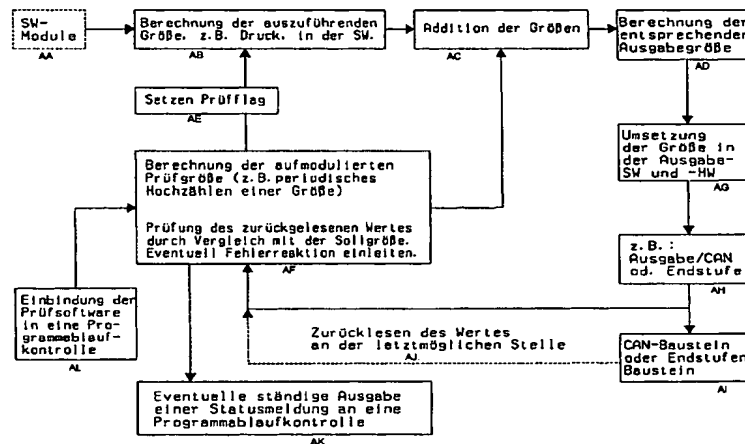 SW-
Module
AA
Berechnung der auszuführenden
Größe, z.B. Druck, in der SW.
AB
Addition der Größen
AC
Berechnung der
entsprechenden
Ausgabegröße
AD
Setzen Prüfflag
AE
Umsetzung
der Größe in
der Ausgabe-
SW und -HW
AG
Berechnung der aufmodulierten
Prüfgröße (z.B. periodisches
Hochzählen einer Größe)
Prüfung des zurückgelesenen Wertes
durch Vergleich mit der Sollgröße.
Eventuell Fehlerreaktion einleiten.
AF
z.B.:
Ausgabe/CAN
od. Endstufe
AH
Einbindung der
Prüfsoftware
in eine Pro-
grammeblaufkontrolle
AL
Zurücklesen des Wertes
an der letztmöglichen Stelle
AJ
CAN-Baustein
oder Endstufen
Baustein
AI
Eventuelle ständige Ausgabe
einer Statusmeldung an eine
Programmablaufkontrolle
AK